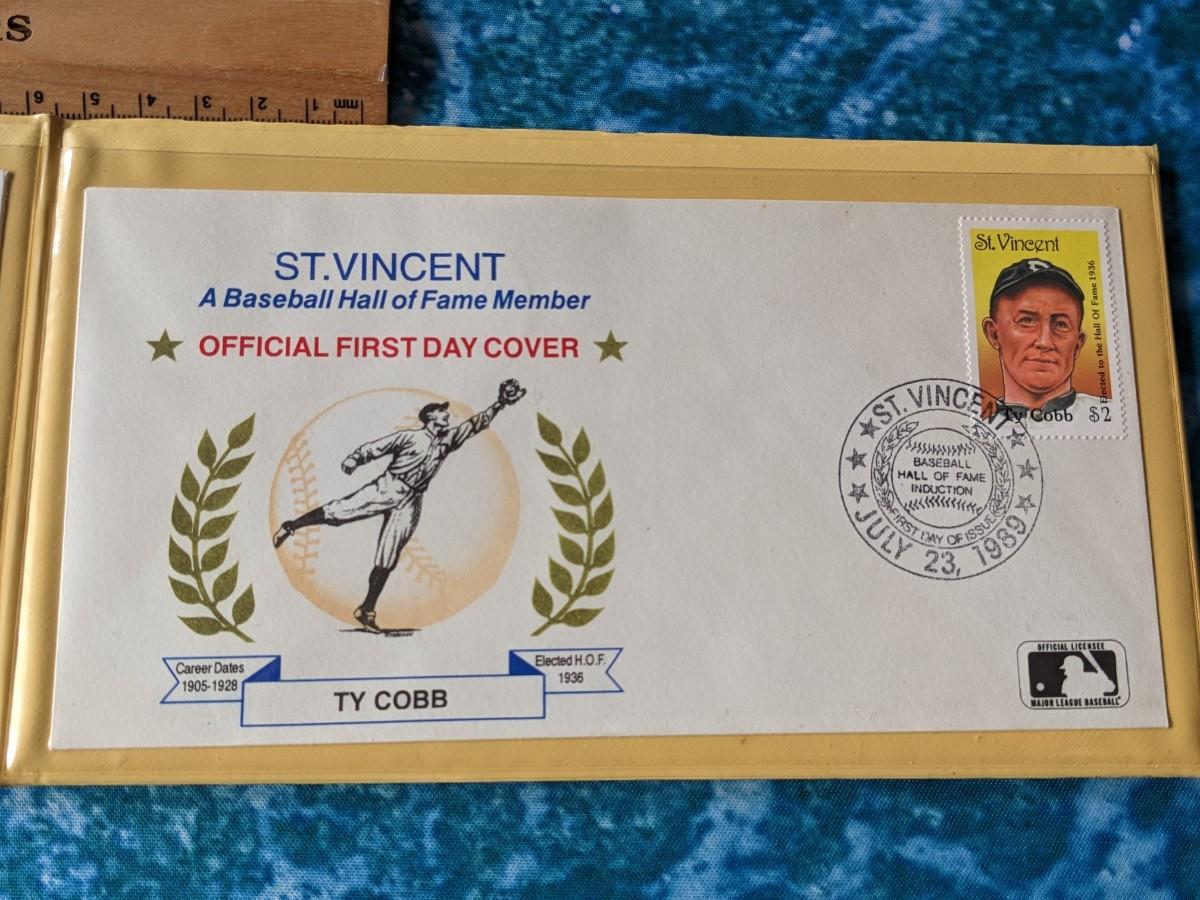 6 5 4 3 2 1 mm
ST.VINCENT
A Baseball Hall of Fame Member
OFFICIAL FIRST DAY COVER
Career Dates
1905-1928
TY COBB
Elected H.O.F.
1936
St. Vincent
Elected to the Hall Of Fame 1936
Ty Cobb $2
ST. VINCENT
BASEBALL
HALL OF FAME
INDUCTION
FIRST DAY OF ISSUE
JULY 23, 1989
OFFICIAL LICENSEE
MAJOR LEAGUE BASEBALL